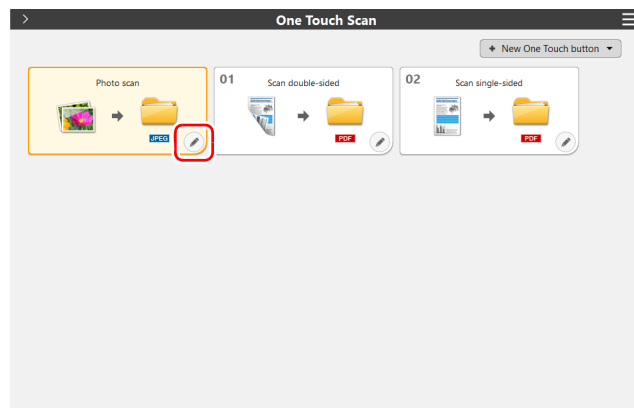 One Touch Scan
+ New One Touch button
Photo scan
JPEG
01 Scan double-sided
PDF
02 Scan single-sided
PDF